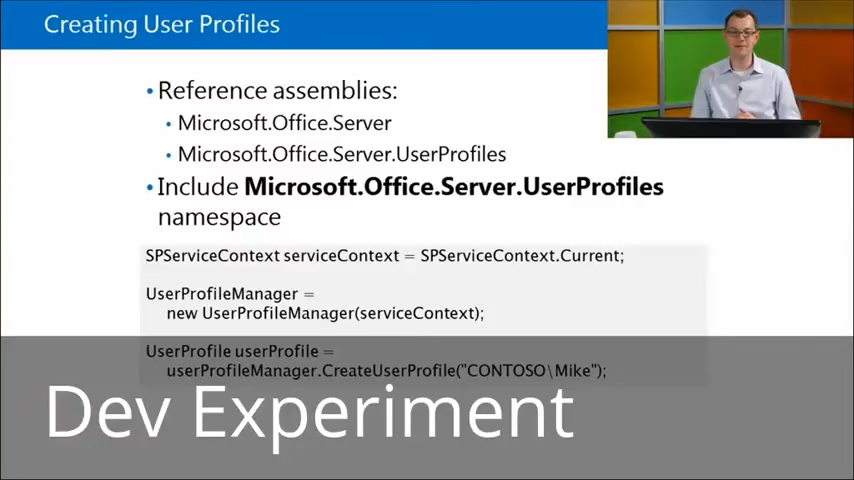 Creating User Profiles
• Reference assemblies:
• Microsoft.Office.Server
• Microsoft.Office.Server.UserProfiles
• Include Microsoft.Office.Server.UserProfiles
namespace
SPServiceContext serviceContext = SPServiceContext.Current;
UserProfileManager =
new UserProfileManager(serviceContext);
UserProfile userProfile =
userProfileManager.CreateUserProfile("CONTOSO\Mike");
Dev Experiment